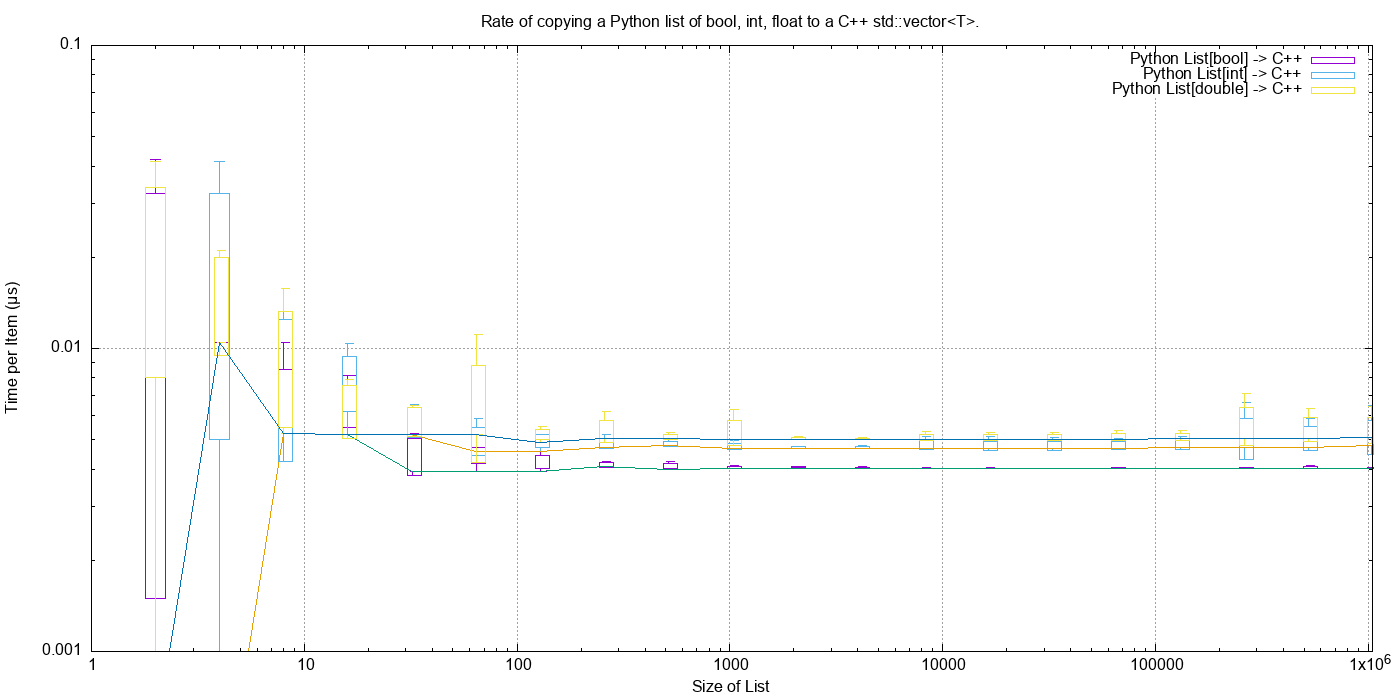 Rate of copying a Python list of bool, int, float to a C++ std::vector<T>.
0.1
Python List[bool] -> C++
Python List[int] -> C++
Python List[double] -> C++
0.01
Time per Item (µs)
0.001
1
10
100
1000
10000
100000
1x10⁶
Size of List